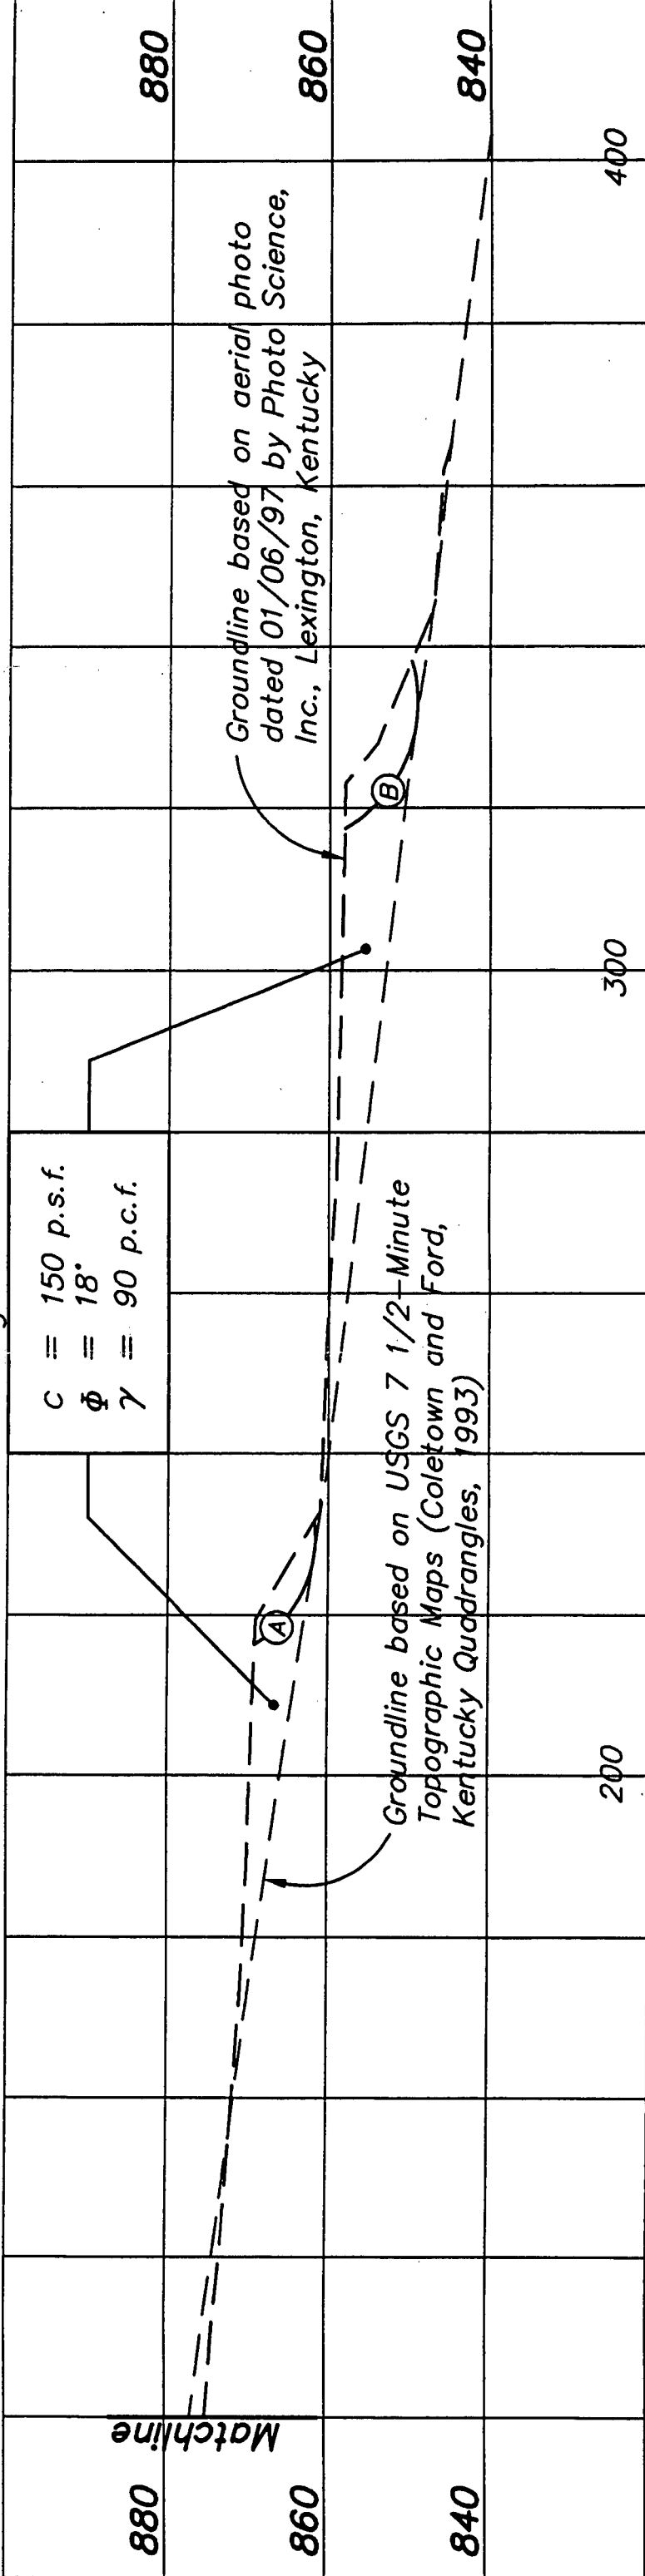 880
860
840
Groundline based on aerial photo
dated 01/06/97 by Photo Science,
Inc., Lexington, Kentucky
c = 150 p.s.f.
Φ = 18°
γ = 90 p.c.f.
A
B
Groundline based on USGS 7 1/2-Minute
Topographic Maps (Coletown and Ford,
Kentucky Quadrangles, 1993)
Matchline
880
860
840
200
300
400